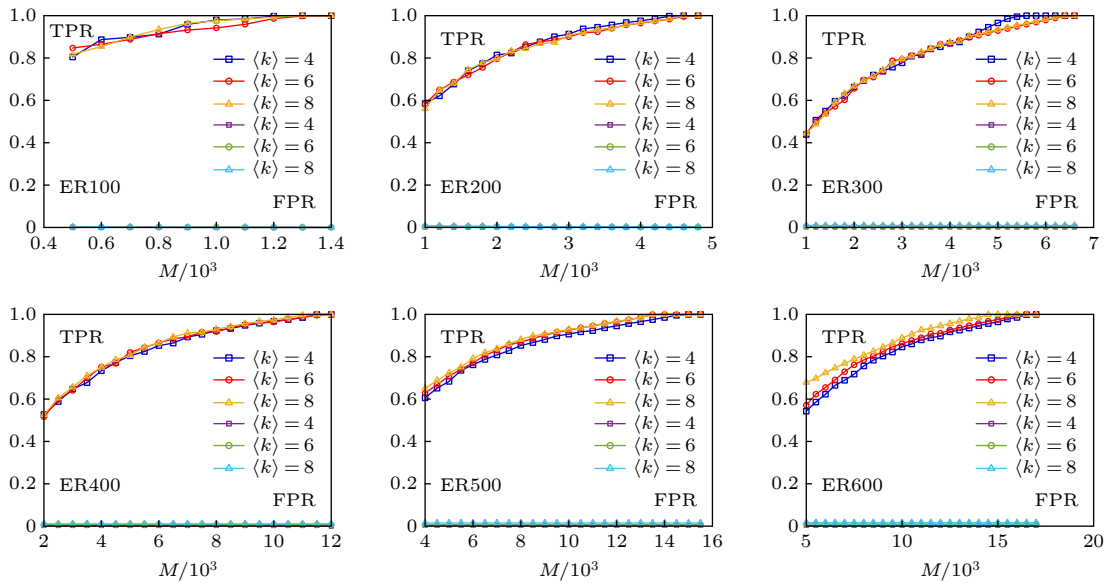 1.0
0.8
0.6
0.4
0.2
0
TPR
⟨k⟩ = 4
⟨k⟩ = 6
⟨k⟩ = 8
⟨k⟩ = 4
⟨k⟩ = 6
⟨k⟩ = 8
ER100
FPR
0.4 0.6 0.8 1.0 1.2 1.4
M/10³
1.0
0.8
0.6
0.4
0.2
0
TPR
⟨k⟩ = 4
⟨k⟩ = 6
⟨k⟩ = 8
⟨k⟩ = 4
⟨k⟩ = 6
⟨k⟩ = 8
ER200
FPR
1 2 3 4 5
M/10³
1.0
0.8
0.6
0.4
0.2
0
TPR
⟨k⟩ = 4
⟨k⟩ = 6
⟨k⟩ = 8
⟨k⟩ = 4
⟨k⟩ = 6
⟨k⟩ = 8
ER300
FPR
1 2 3 4 5 6 7
M/10³
1.0
0.8
0.6
0.4
0.2
0
TPR
⟨k⟩ = 4
⟨k⟩ = 6
⟨k⟩ = 8
⟨k⟩ = 4
⟨k⟩ = 6
⟨k⟩ = 8
ER400
FPR
2 4 6 8 10 12
M/10³
1.0
0.8
0.6
0.4
0.2
0
TPR
⟨k⟩ = 4
⟨k⟩ = 6
⟨k⟩ = 8
⟨k⟩ = 4
⟨k⟩ = 6
⟨k⟩ = 8
ER500
FPR
4 6 8 10 12 14 16
M/10³
1.0
0.8
0.6
0.4
0.2
0
TPR
⟨k⟩ = 4
⟨k⟩ = 6
⟨k⟩ = 8
⟨k⟩ = 4
⟨k⟩ = 6
⟨k⟩ = 8
ER600
FPR
5 10 15 20
M/10³